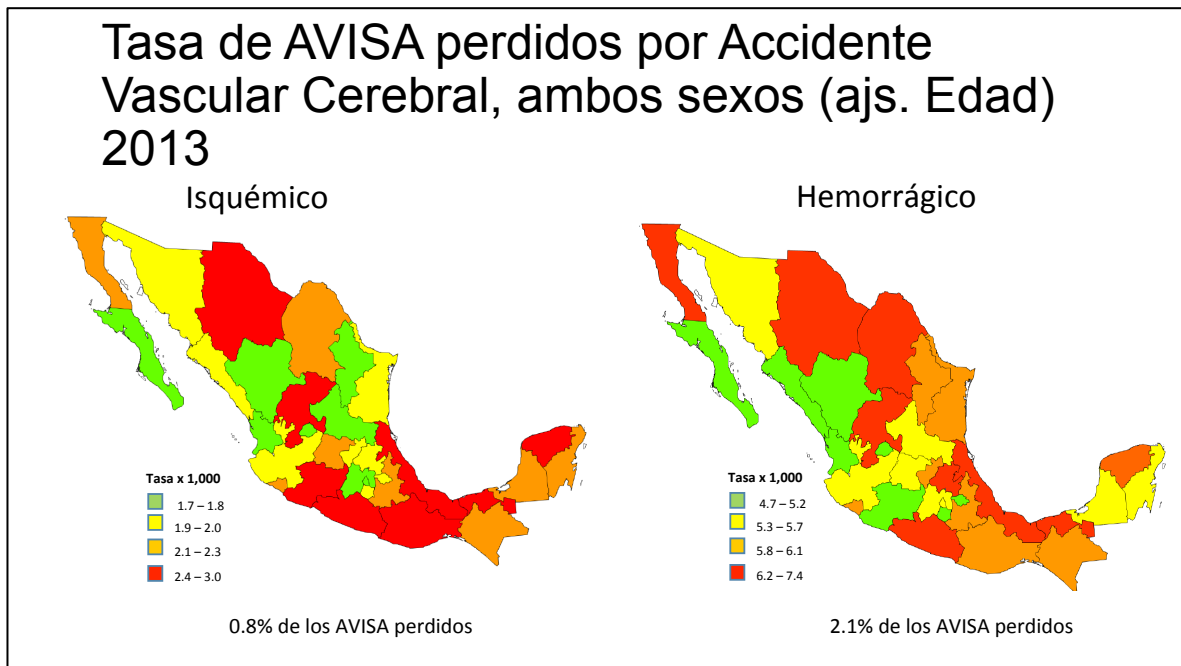 Tasa de AVISA perdidos por Accidente
Vascular Cerebral, ambos sexos (ajs. Edad)
2013
Isquémico
Hemorrágico
Tasa x 1,000
1.7 – 1.8
1.9 – 2.0
2.1 – 2.3
2.4 – 3.0
Tasa x 1,000
4.7 – 5.2
5.3 – 5.7
5.8 – 6.1
6.2 – 7.4
0.8% de los AVISA perdidos
2.1% de los AVISA perdidos